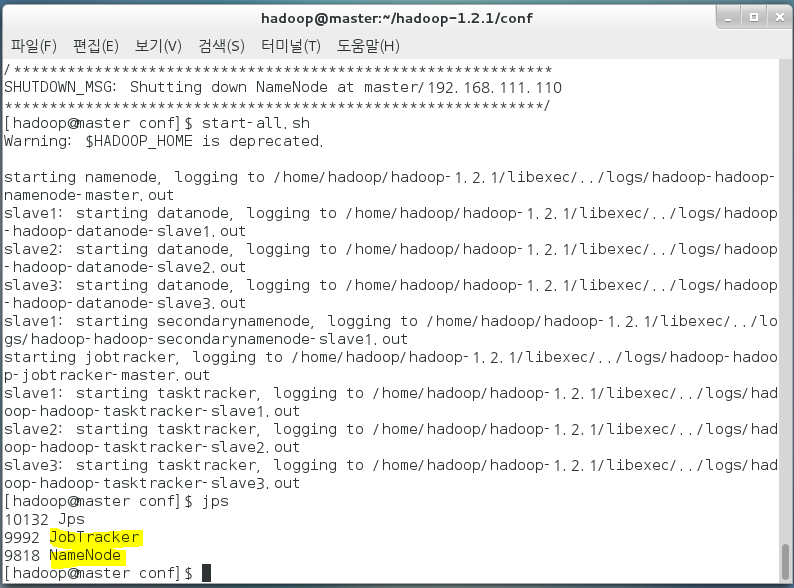 hadoop@master:~/hadoop-1.2.1/conf
파일(F) 편집(E) 보기(V) 검색(S) 터미널(T) 도움말(H)
/************************************************************
SHUTDOWN_MSG: Shutting down NameNode at master/192.168.111.110
************************************************************/
[hadoop@master conf]$ start-all.sh
Warning: $HADOOP_HOME is deprecated.
starting namenode, logging to /home/hadoop/hadoop-1.2.1/libexec/../logs/hadoop-hadoop-
namenode-master.out
slave1: starting datanode, logging to /home/hadoop/hadoop-1.2.1/libexec/../logs/hadoop
-hadoop-datanode-slave1.out
slave2: starting datanode, logging to /home/hadoop/hadoop-1.2.1/libexec/../logs/hadoop
-hadoop-datanode-slave2.out
slave3: starting datanode, logging to /home/hadoop/hadoop-1.2.1/libexec/../logs/hadoop
-hadoop-datanode-slave3.out
slave1: starting secondarynamenode, logging to /home/hadoop/hadoop-1.2.1/libexec/../lo
gs/hadoop-hadoop-secondarynamenode-slave1.out
starting jobtracker, logging to /home/hadoop/hadoop-1.2.1/libexec/../logs/hadoop-hadoo
p-jobtracker-master.out
slave1: starting tasktracker, logging to /home/hadoop/hadoop-1.2.1/libexec/../logs/had
oop-hadoop-tasktracker-slave1.out
slave2: starting tasktracker, logging to /home/hadoop/hadoop-1.2.1/libexec/../logs/had
oop-hadoop-tasktracker-slave2.out
slave3: starting tasktracker, logging to /home/hadoop/hadoop-1.2.1/libexec/../logs/had
oop-hadoop-tasktracker-slave3.out
[hadoop@master conf]$ jps
10132 Jps
9992 JobTracker
9818 NameNode
[hadoop@master conf]$